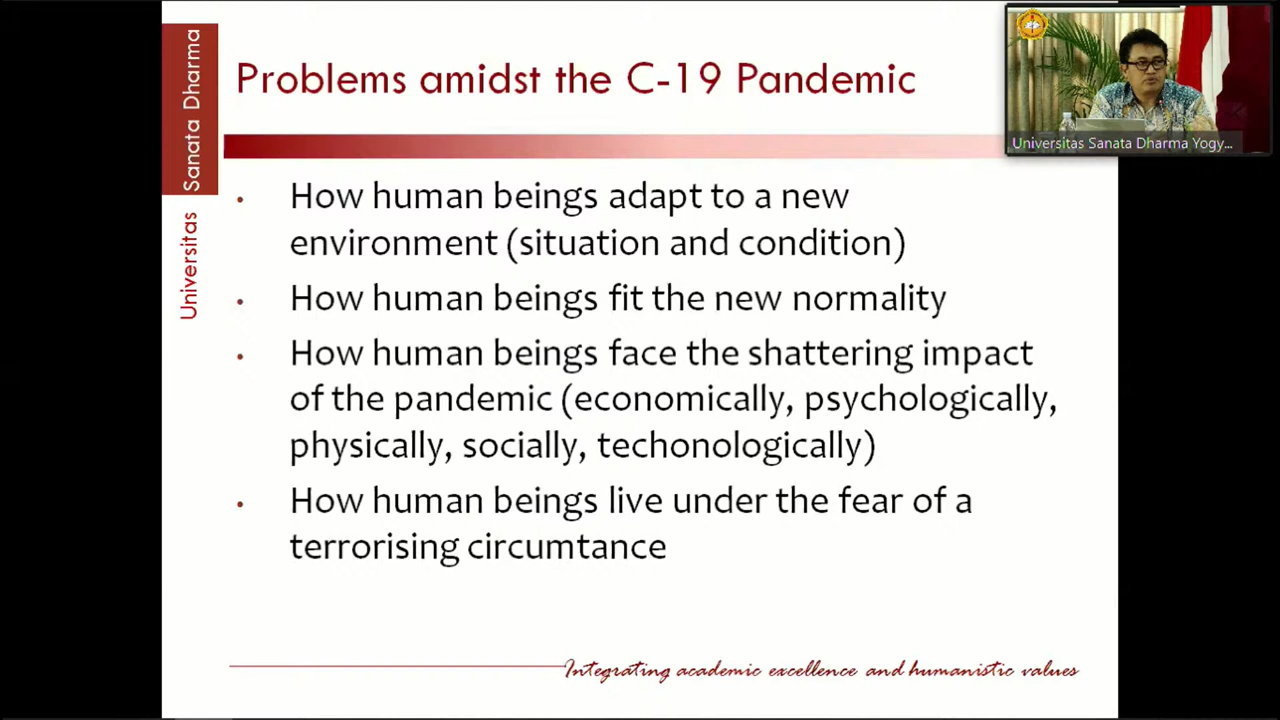 Universitas Sanata Dharma
Problems amidst the C-19 Pandemic
Universitas Sanata Dharma Yogy...
• How human beings adapt to a new
environment (situation and condition)
• How human beings fit the new normality
• How human beings face the shattering impact
of the pandemic (economically, psychologically,
physically, socially, techonologically)
• How human beings live under the fear of a
terrorising circumtance
Integrating academic excellence and humanistic values